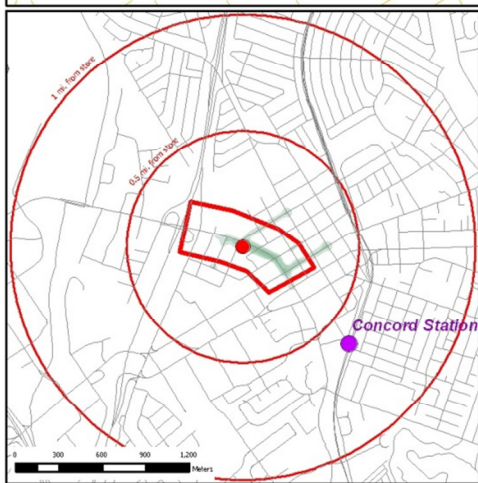 1 mi. from store
0.5 mi. from store
Concord Station
0 300 600 900 1,200
Meters